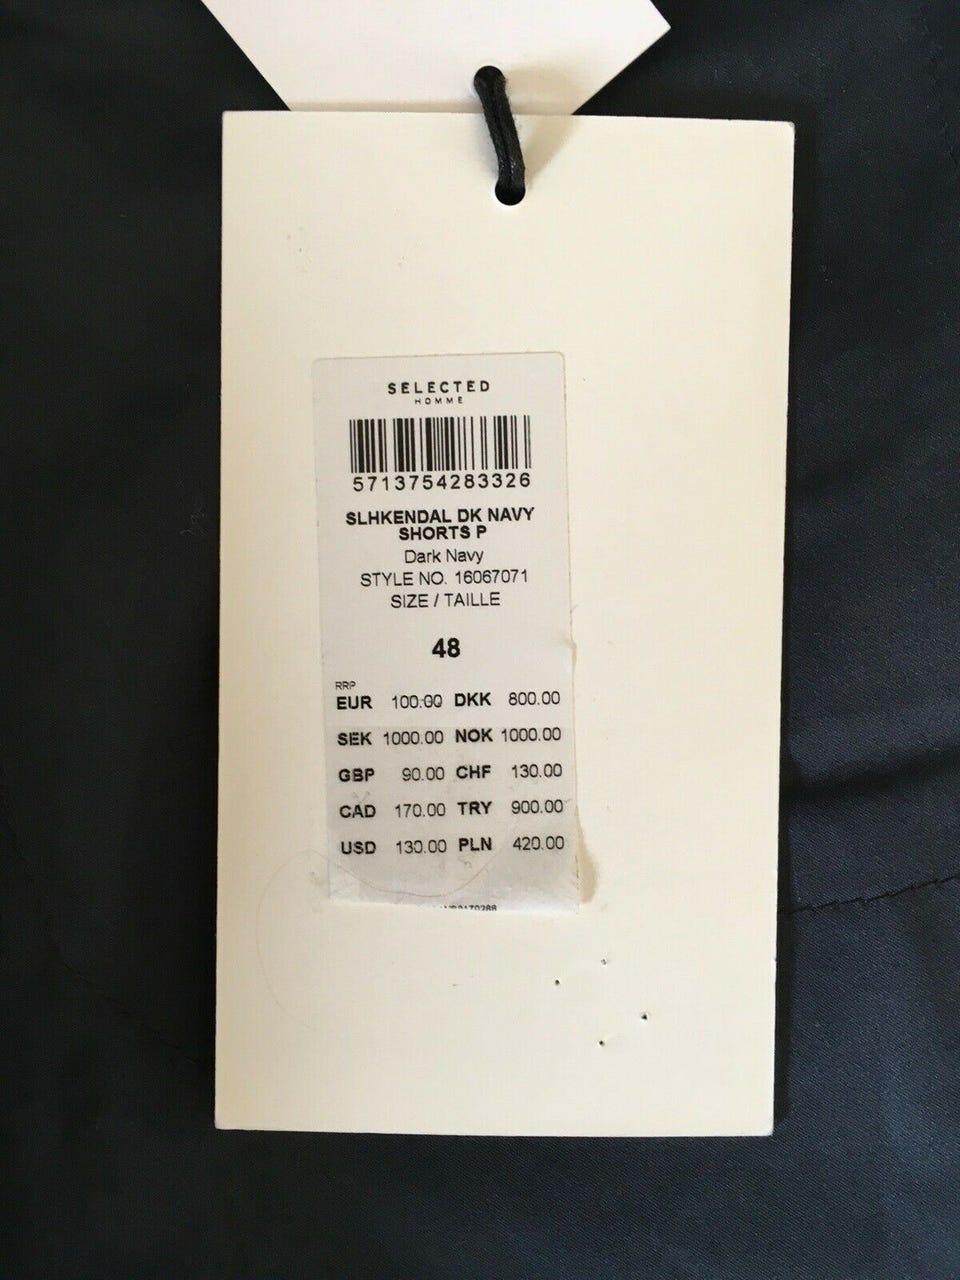 SELECTED
HOMME
5713754283326
SLHKENDAL DK NAVY
SHORTS P
Dark Navy
STYLE NO. 16067071
SIZE / TAILLE
48
RRP
EUR 100.00 DKK 800.00
SEK 1000.00 NOK 1000.00
GBP 90.00 CHF 130.00
CAD 170.00 TRY 900.00
USD 130.00 PLN 420.00